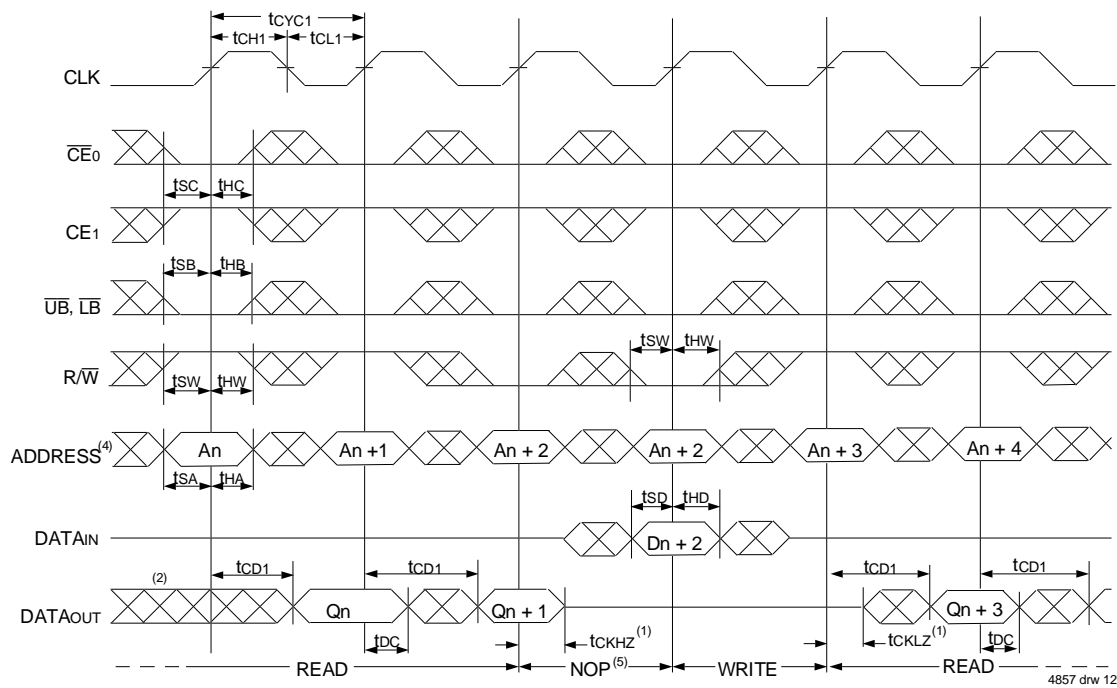 tCYC1
tCH1 tCL1
CLK
CE0
tSC tHC
CE1
tSB tHB
UB, LB
tSW tHW
R/W
tSW tHW
ADDRESS(4) An An +1 An + 2 An + 2 An + 3 An + 4
tSA tHA
tSD tHD
DATAIN Dn + 2
(2) tCD1 tCD1 tCD1 tCD1
DATAOUT Qn Qn + 1 Qn + 3
tDC tCKHZ(1) tCKLZ(1) tDC
READ NOP(5) WRITE READ
4857 drw 12